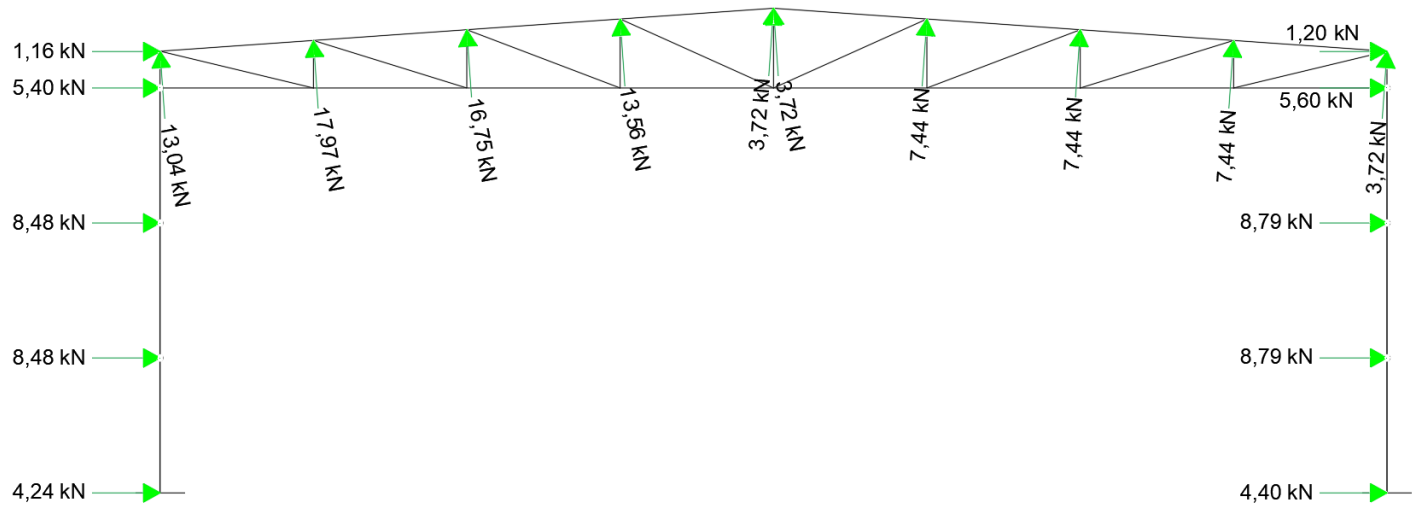 1,20 kN
1,16 kN
5,40 kN
5,60 kN
13,04 kN
17,97 kN
16,75 kN
13,56 kN
3,72 kN
3,72 kN
7,44 kN
7,44 kN
7,44 kN
3,72 kN
8,48 kN
8,79 kN
8,48 kN
8,79 kN
4,24 kN
4,40 kN